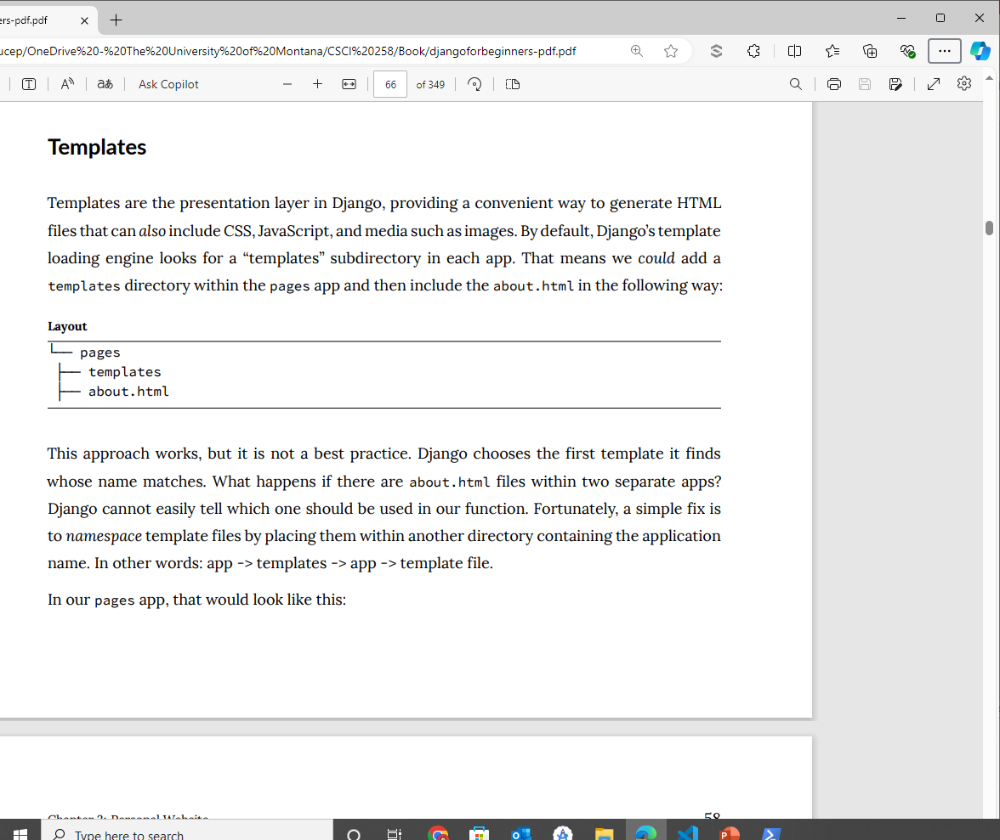 ers-pdf.pdf
ucep/OneDrive%20-%20The%20University%20of%20Montana/CSCI%20258/Book/djangoforbeginners-pdf.pdf
Ask Copilot
66 of 349
Templates
Templates are the presentation layer in Django, providing a convenient way to generate HTML
files that can also include CSS, JavaScript, and media such as images. By default, Django’s template
loading engine looks for a “templates” subdirectory in each app. That means we could add a
templates directory within the pages app and then include the about.html in the following way:
Layout
└── pages
├── templates
├── about.html
This approach works, but it is not a best practice. Django chooses the first template it finds
whose name matches. What happens if there are about.html files within two separate apps?
Django cannot easily tell which one should be used in our function. Fortunately, a simple fix is
to namespace template files by placing them within another directory containing the application
name. In other words: app -> templates -> app -> template file.
In our pages app, that would look like this:
Chapter 3: Personal Website 58
Type here to search